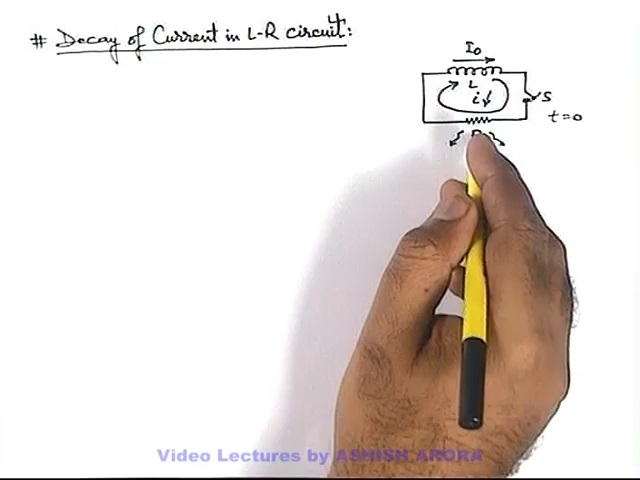 # Decay of Current in L-R circuit:
I₀
L
i↓
S
t=0
Video Lectures by ASHISH ARORA